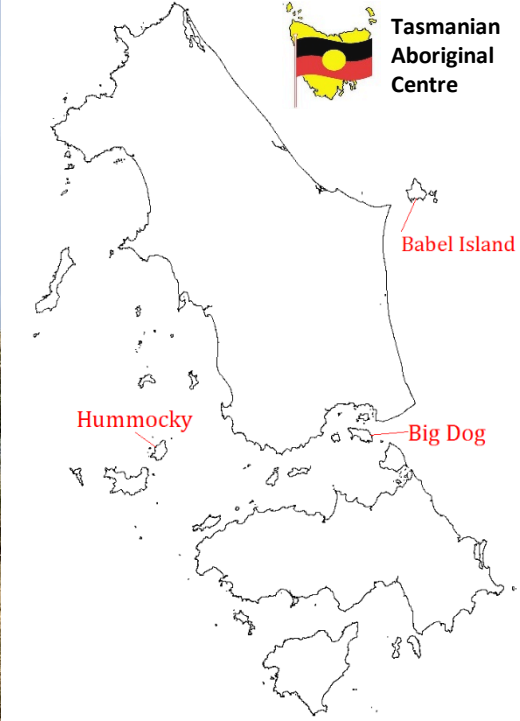 Tasmanian
Aboriginal
Centre
Babel Island
Hummocky
Big Dog